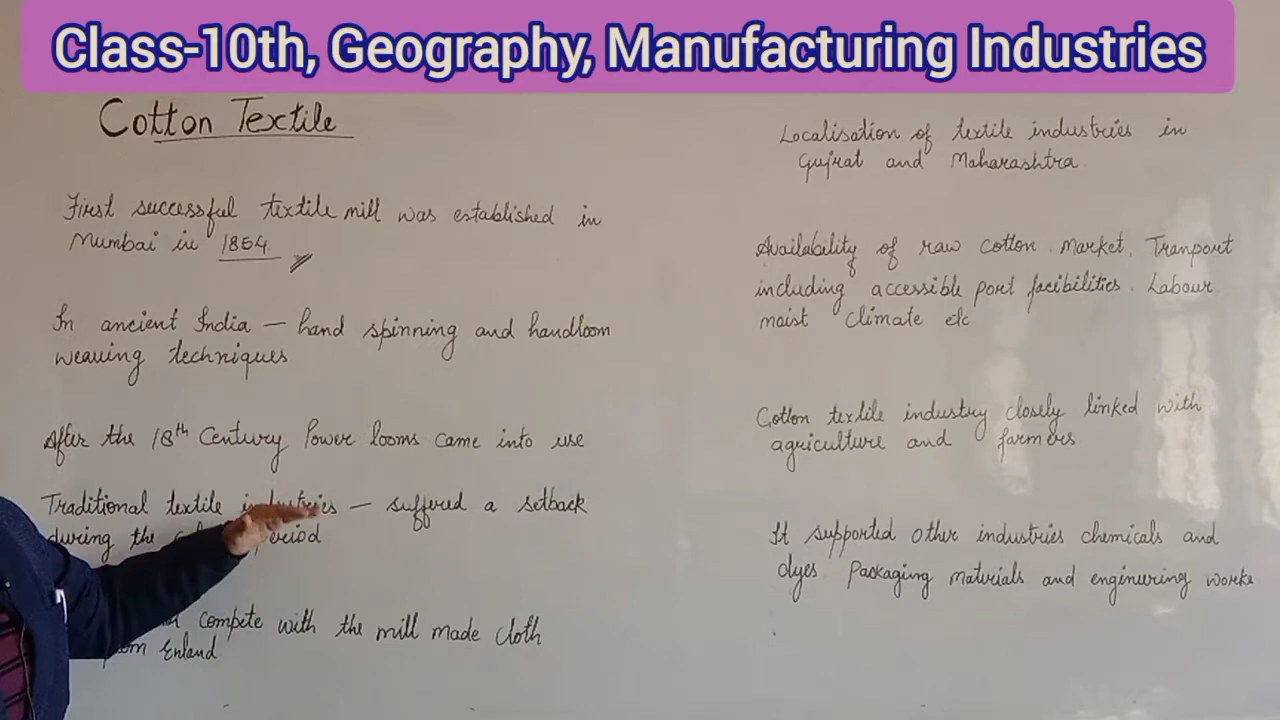 Class-10th, Geography, Manufacturing Industries
Cotton Textile
First successful textile mill was established in
Mumbai in 1854.
In ancient India — hand spinning and handloom
weaving techniques
After the 18th Century Power looms came into use
Traditional textile industries — suffered a setback
during the period
compete with the mill made cloth
from Enland
Localisation of textile industries in
Gujrat and Maharashtra
Availability of raw cotton. Market. Tranport
including accessible port facibilities. Labour
moist climate etc
Cotton textile industry closely linked with
agriculture and farmers
It supported other industries chemicals and
dyes. Packaging materials and enginering works